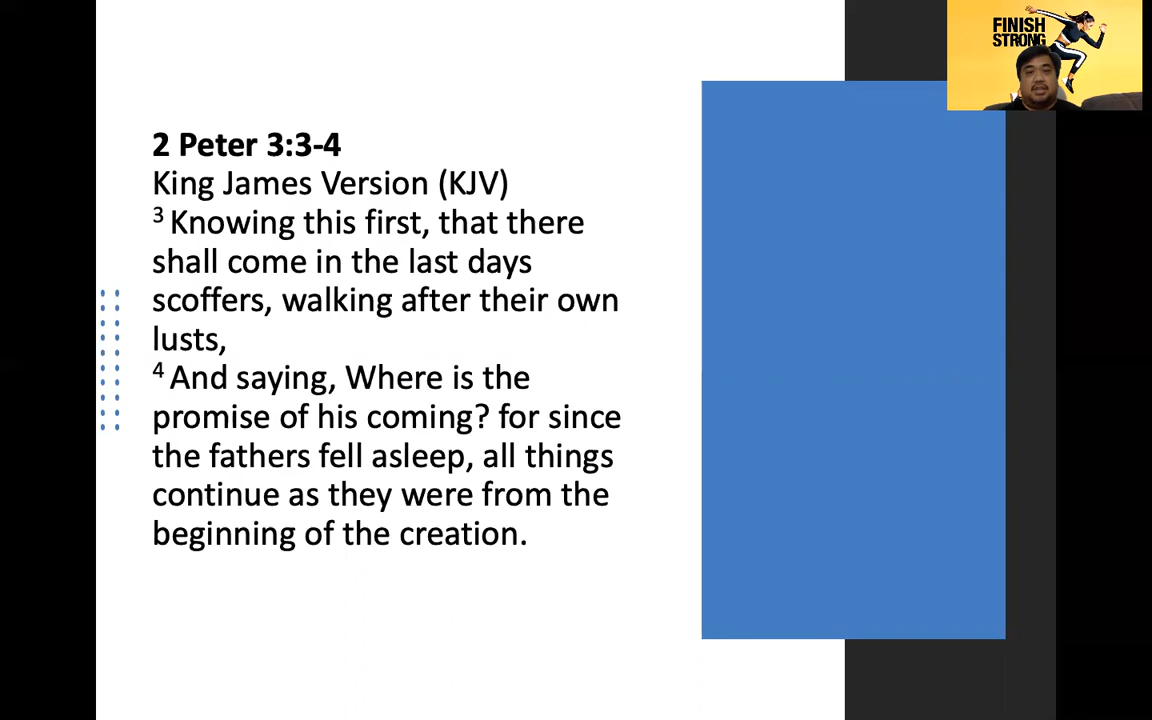 FINISH
STRONG
2 Peter 3:3-4
King James Version (KJV)
3 Knowing this first, that there
shall come in the last days
scoffers, walking after their own
lusts,
4 And saying, Where is the
promise of his coming? for since
the fathers fell asleep, all things
continue as they were from the
beginning of the creation.